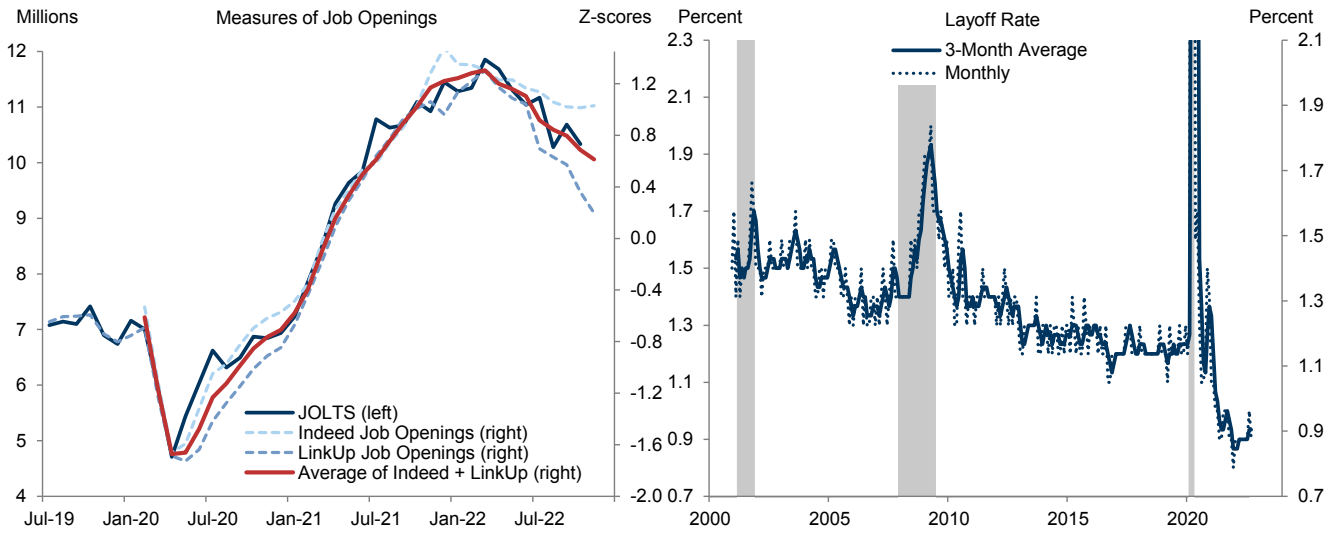 Millions
Measures of Job Openings
Z-scores
12
11
10
9
8
7
6
5
4
1.2
0.8
0.4
0.0
-0.4
-0.8
-1.2
-1.6
-2.0
JOLTS (left)
Indeed Job Openings (right)
LinkUp Job Openings (right)
Average of Indeed + LinkUp (right)
Jul-19
Jan-20
Jul-20
Jan-21
Jul-21
Jan-22
Jul-22
Percent
Layoff Rate
Percent
3-Month Average
Monthly
2.3
2.1
1.9
1.7
1.5
1.3
1.1
0.9
0.7
2.1
1.9
1.7
1.5
1.3
1.1
0.9
0.7
2000
2005
2010
2015
2020